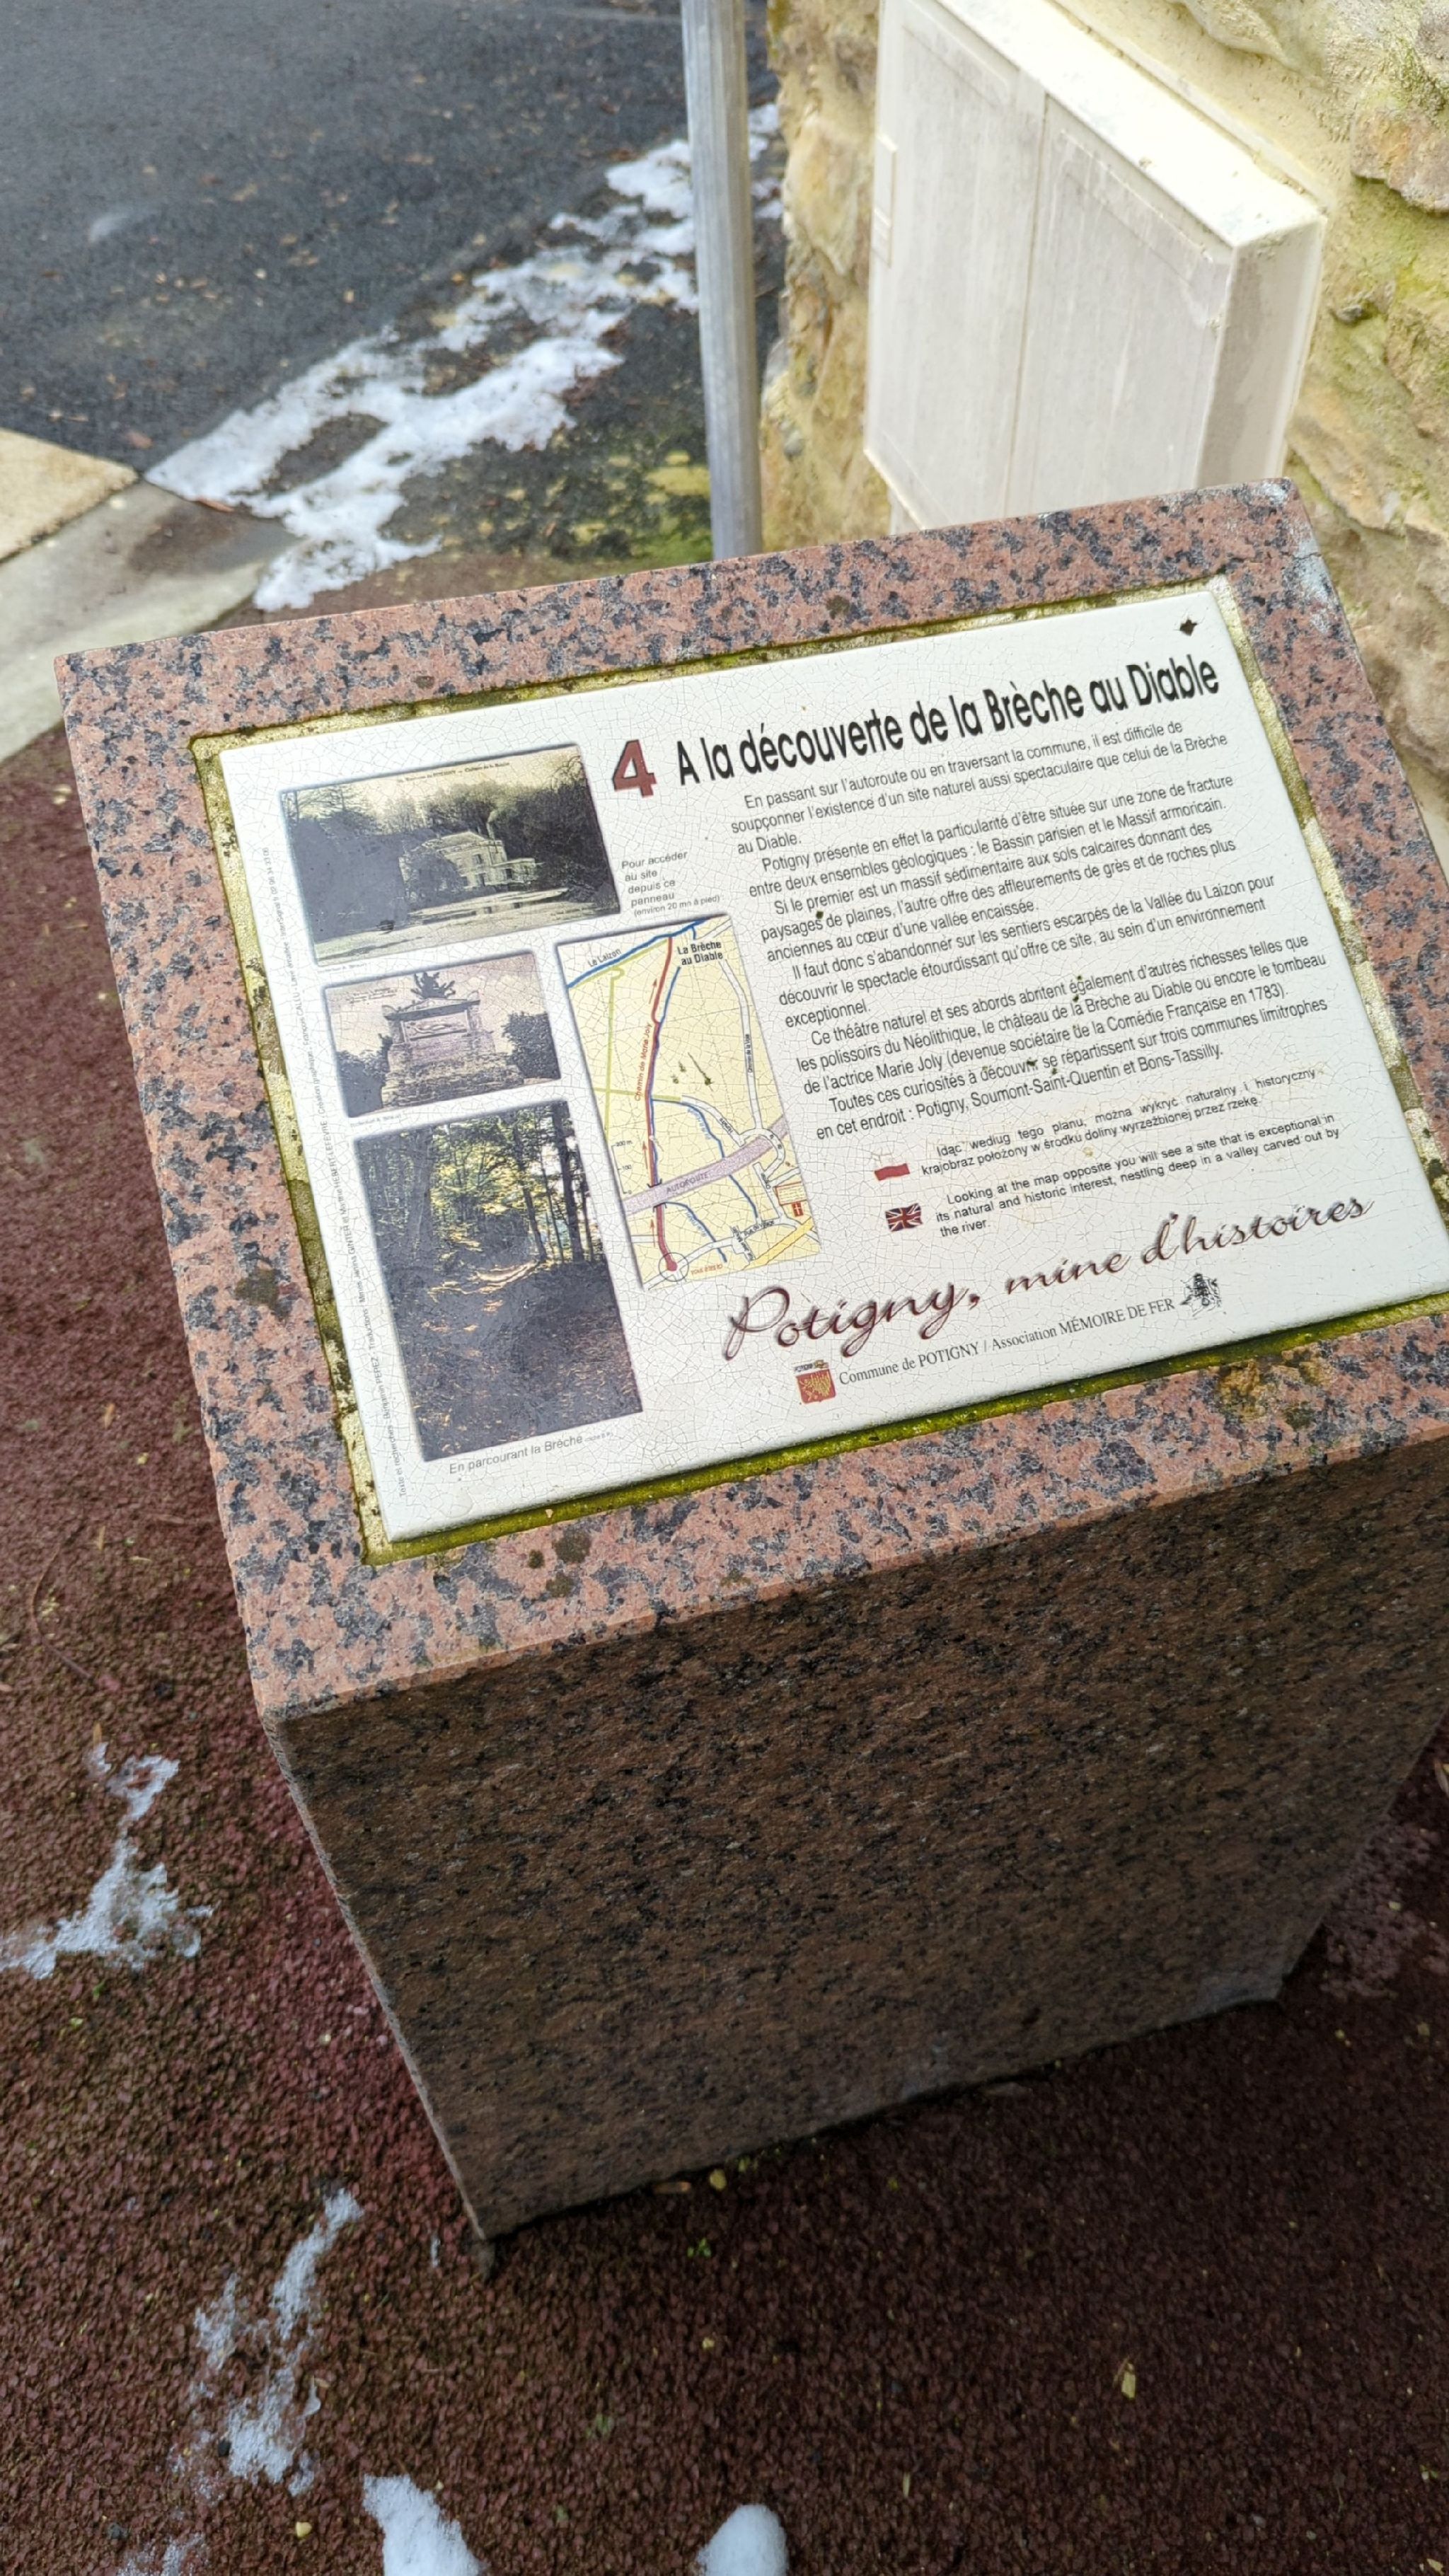 4 A la découverte de la Brèche au Diable
En passant sur l'autoroute ou en traversant la commune, il est difficile de
soupçonner l'existence d'un site naturel aussi spectaculaire que celui de la Brèche
au Diable.
Potigny présente en effet la particularité d'être située sur une zone de fracture
entre deux ensembles géologiques : le Bassin parisien et le Massif armoricain.
Si le premier est un massif sédimentaire aux sols calcaires donnant des
paysages de plaines, l'autre offre des affleurements de grès et de roches plus
anciennes au cœur d'une vallée encaissée.
Il faut donc s'abandonner sur les sentiers escarpés de la Vallée du Laizon pour
découvrir le spectacle étourdissant qu'offre ce site, au sein d'un environnement
exceptionnel.
Ce théâtre naturel et ses abords abritent également d'autres richesses telles que
les polissoirs du Néolithique, le château de la Brèche au Diable ou encore le tombeau
de l'actrice Marie Joly (devenue sociétaire de la Comédie Française en 1783).
Toutes ces curiosités à découvrir se répartissent sur trois communes limitrophes
en cet endroit : Potigny, Soumont-Saint-Quentin et Bons-Tassilly.
Idąc według tego planu, można wykryć naturalny i historyczny
krajobraz położony w środku doliny wyrzeźbionej przez rzekę.
Looking at the map opposite you will see a site that is exceptional in
its natural and historic interest, nestling deep in a valley carved out by
the river.
Pour accéder
au site
depuis ce
panneau
(environ 20 mn à pied)
Le Laizon
La Brèche
au Diable
Chemin de Marie Joly
AUTOROUTE
En parcourant la Brèche
Potigny, mine d'histoires
Commune de POTIGNY / Association MÉMOIRE DE FER